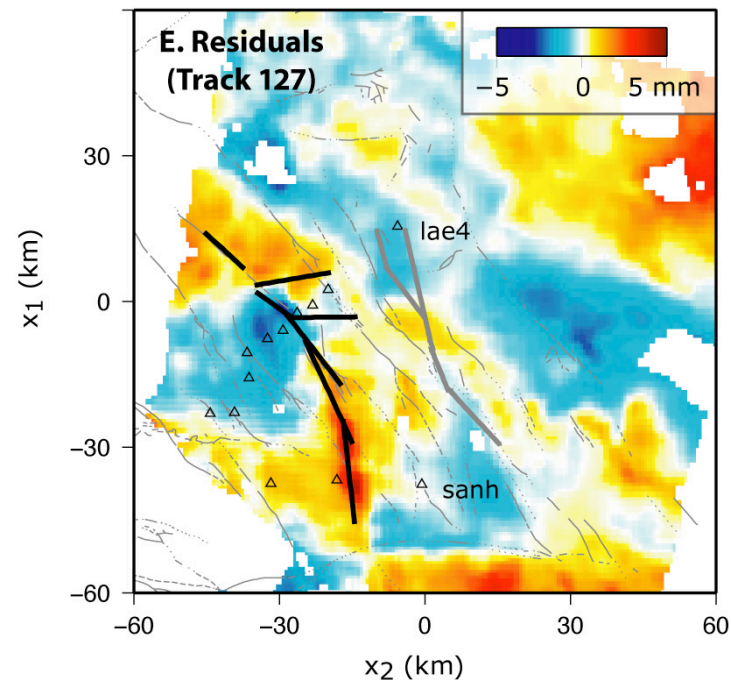 E. Residuals
(Track 127)
−5 0 5 mm
30
0
−30
−60
x1 (km)
lae4
sanh
−60 −30 0 30 60
x2 (km)